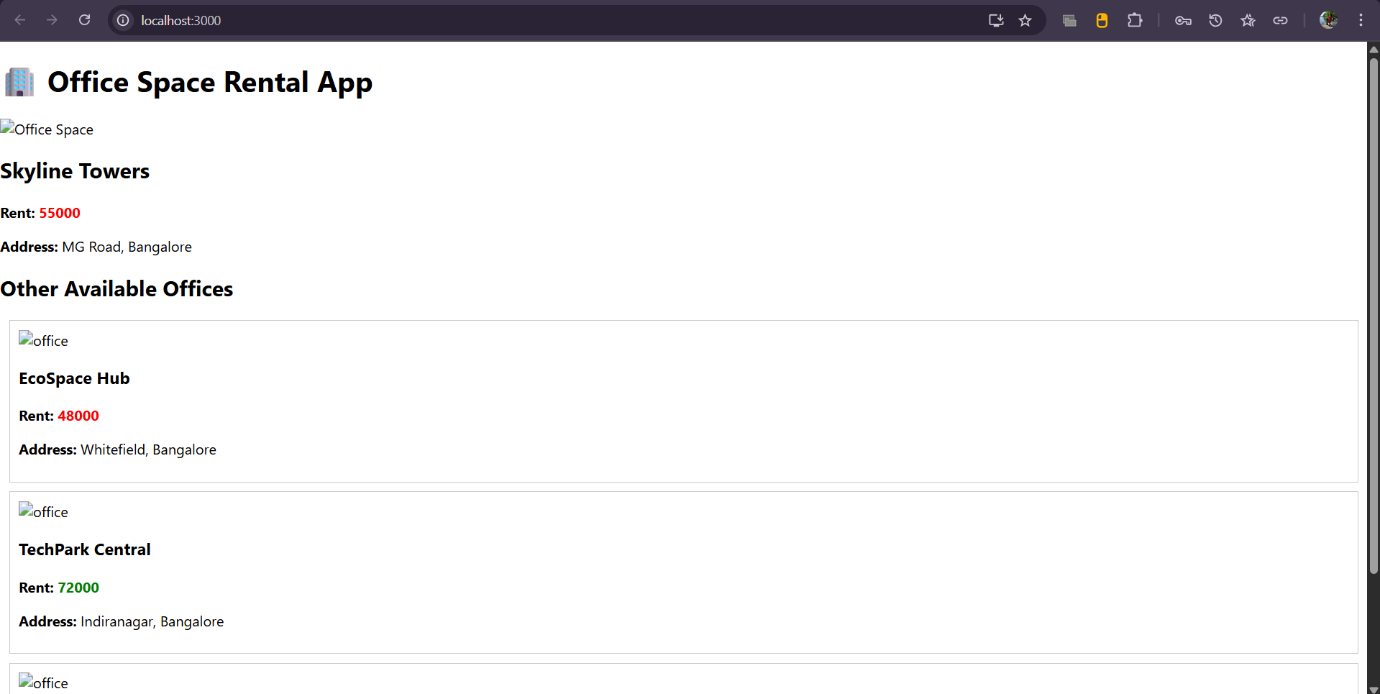 localhost:3000
Office Space Rental App
Office Space
Skyline Towers
Rent: 55000
Address: MG Road, Bangalore
Other Available Offices
office
EcoSpace Hub
Rent: 48000
Address: Whitefield, Bangalore
office
TechPark Central
Rent: 72000
Address: Indiranagar, Bangalore
office